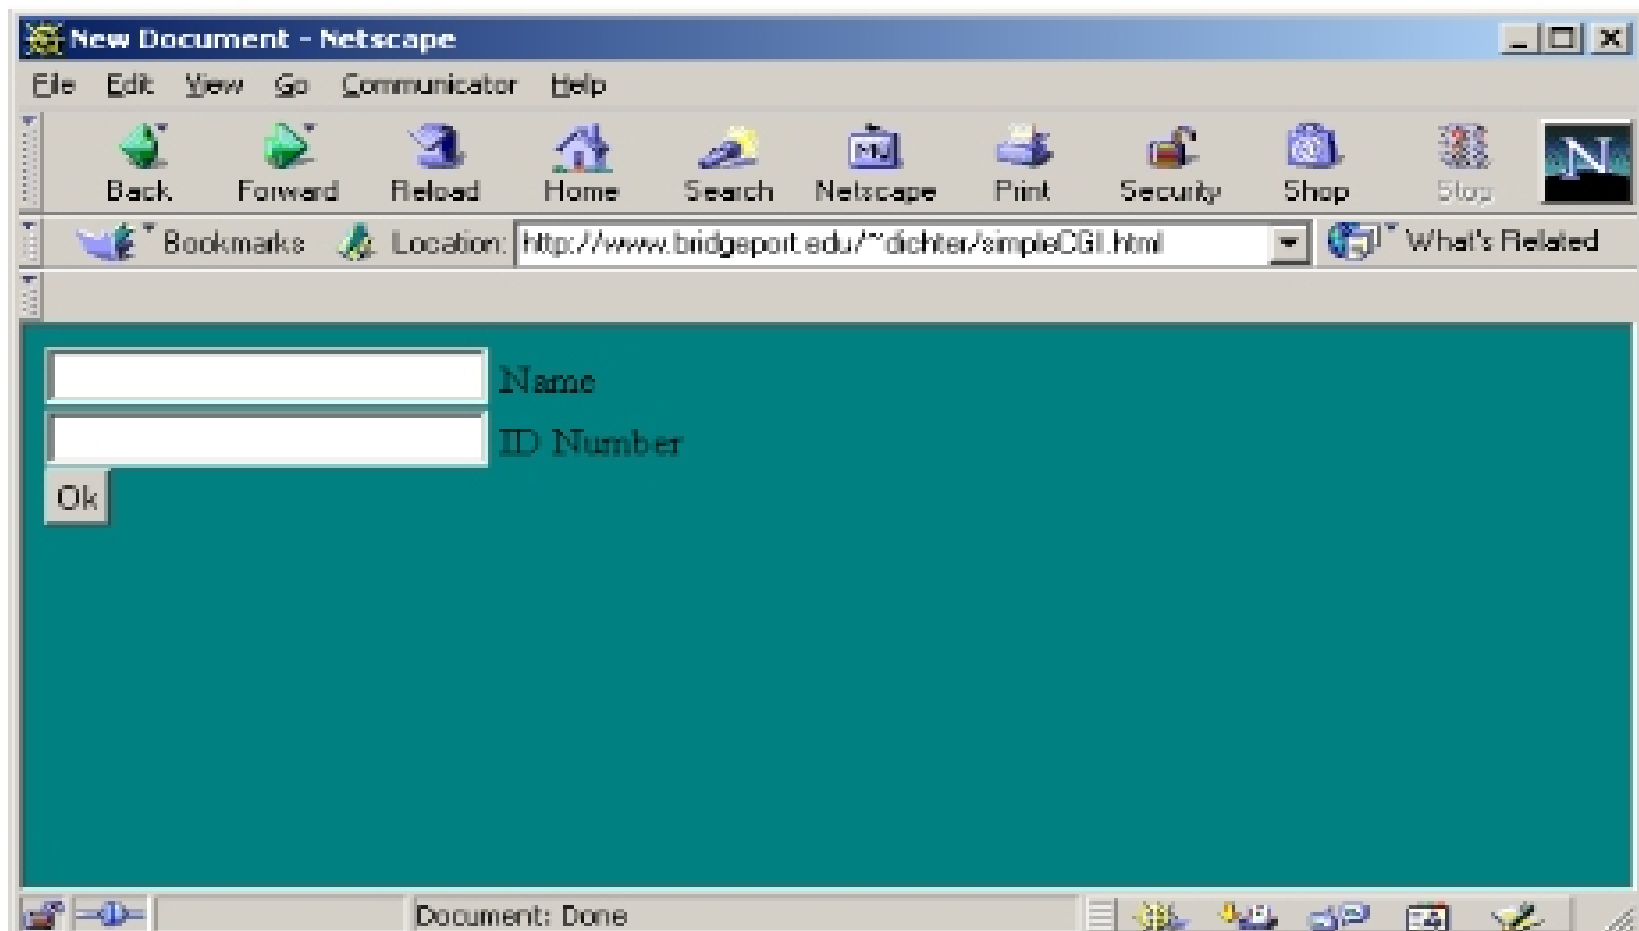 New Document - Netscape
File Edit View Go Communicator Help
Back Forward Reload Home Search Netscape Print Security Shop Stop
N
Bookmarks Location: http://www.bridgeport.edu/~dichter/simpleCGI.html What's Related
Name
ID Number
Ok
Document: Done